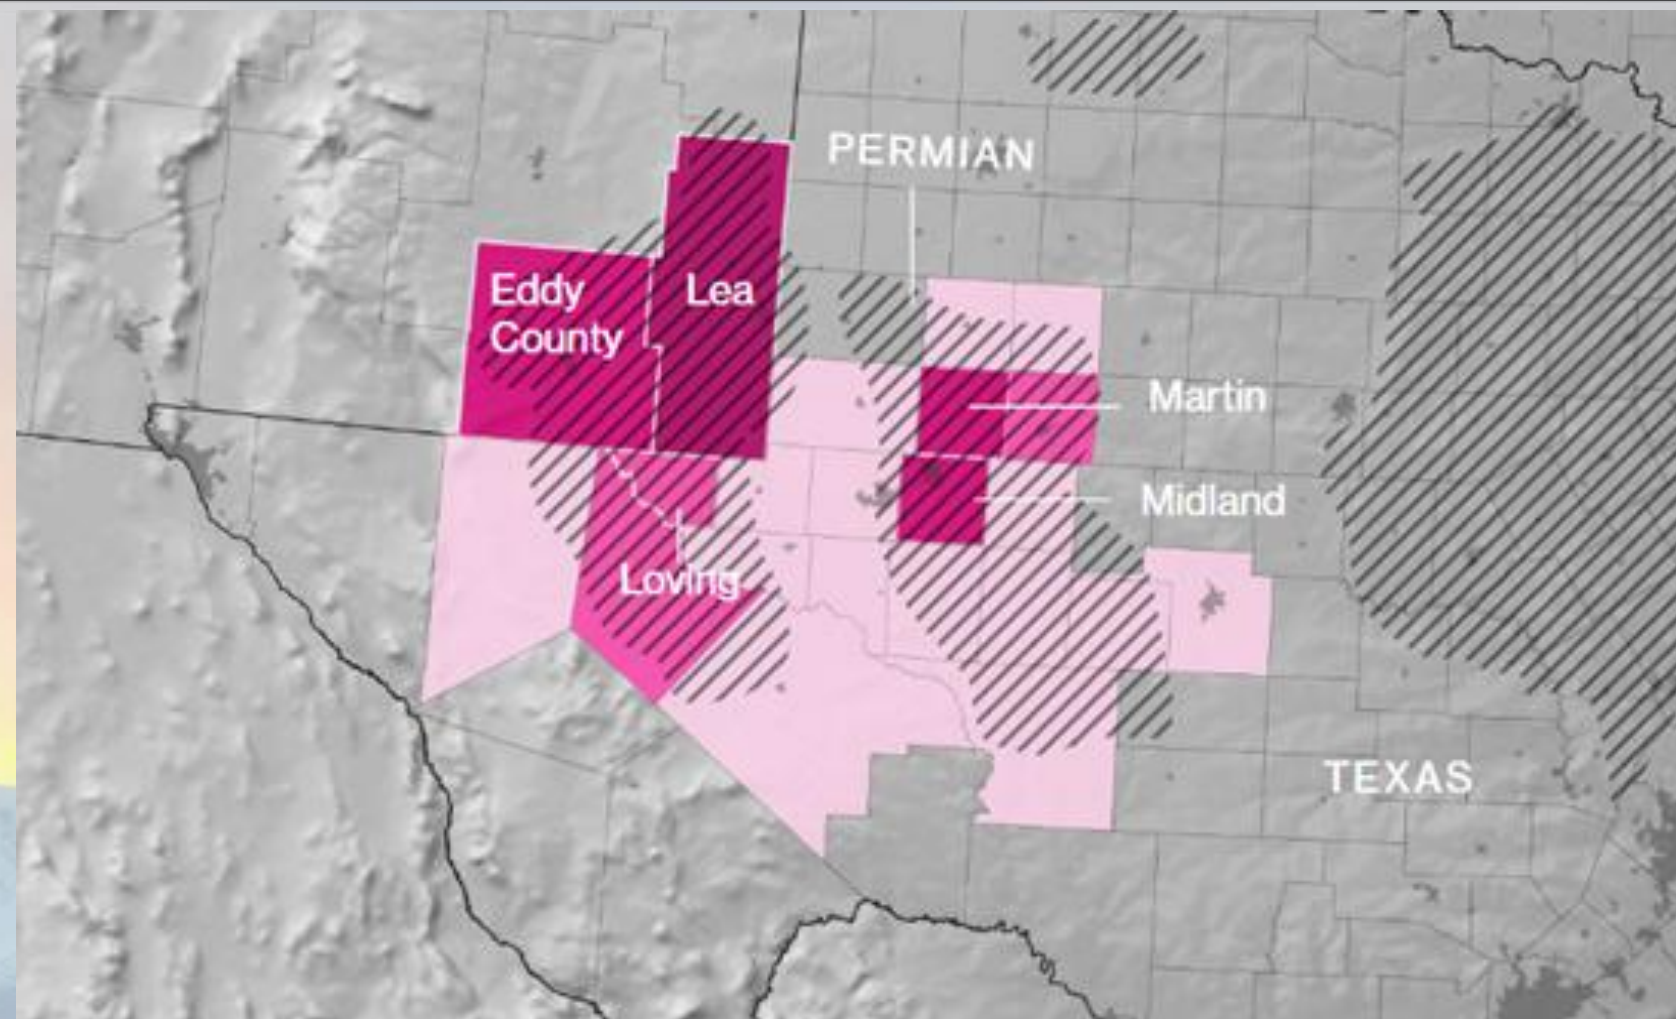 PERMIAN
Eddy
County
Lea
Martin
Midland
Loving
TEXAS